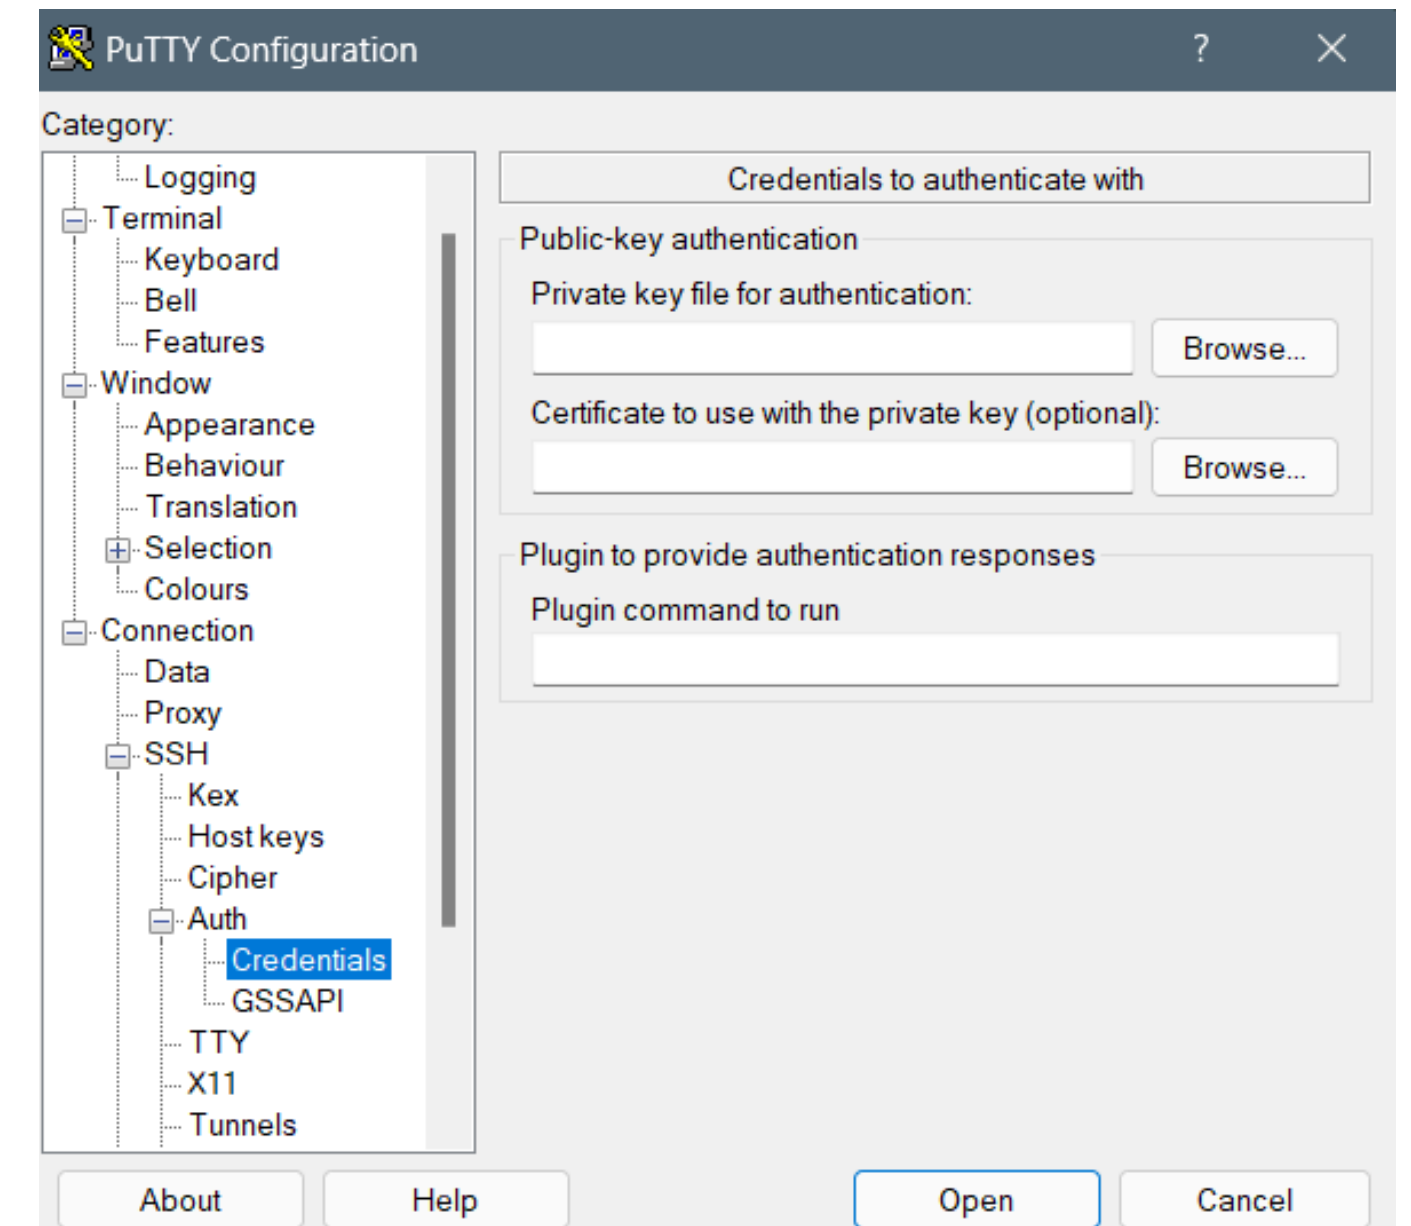 PuTTY Configuration
?
Category:
Logging
Terminal
Keyboard
Bell
Features
Window
Appearance
Behaviour
Translation
Selection
Colours
Connection
Data
Proxy
SSH
Kex
Host keys
Cipher
Auth
Credentials
GSSAPI
TTY
X11
Tunnels
Credentials to authenticate with
Public-key authentication
Private key file for authentication:
Browse...
Certificate to use with the private key (optional):
Browse...
Plugin to provide authentication responses
Plugin command to run
About
Help
Open
Cancel